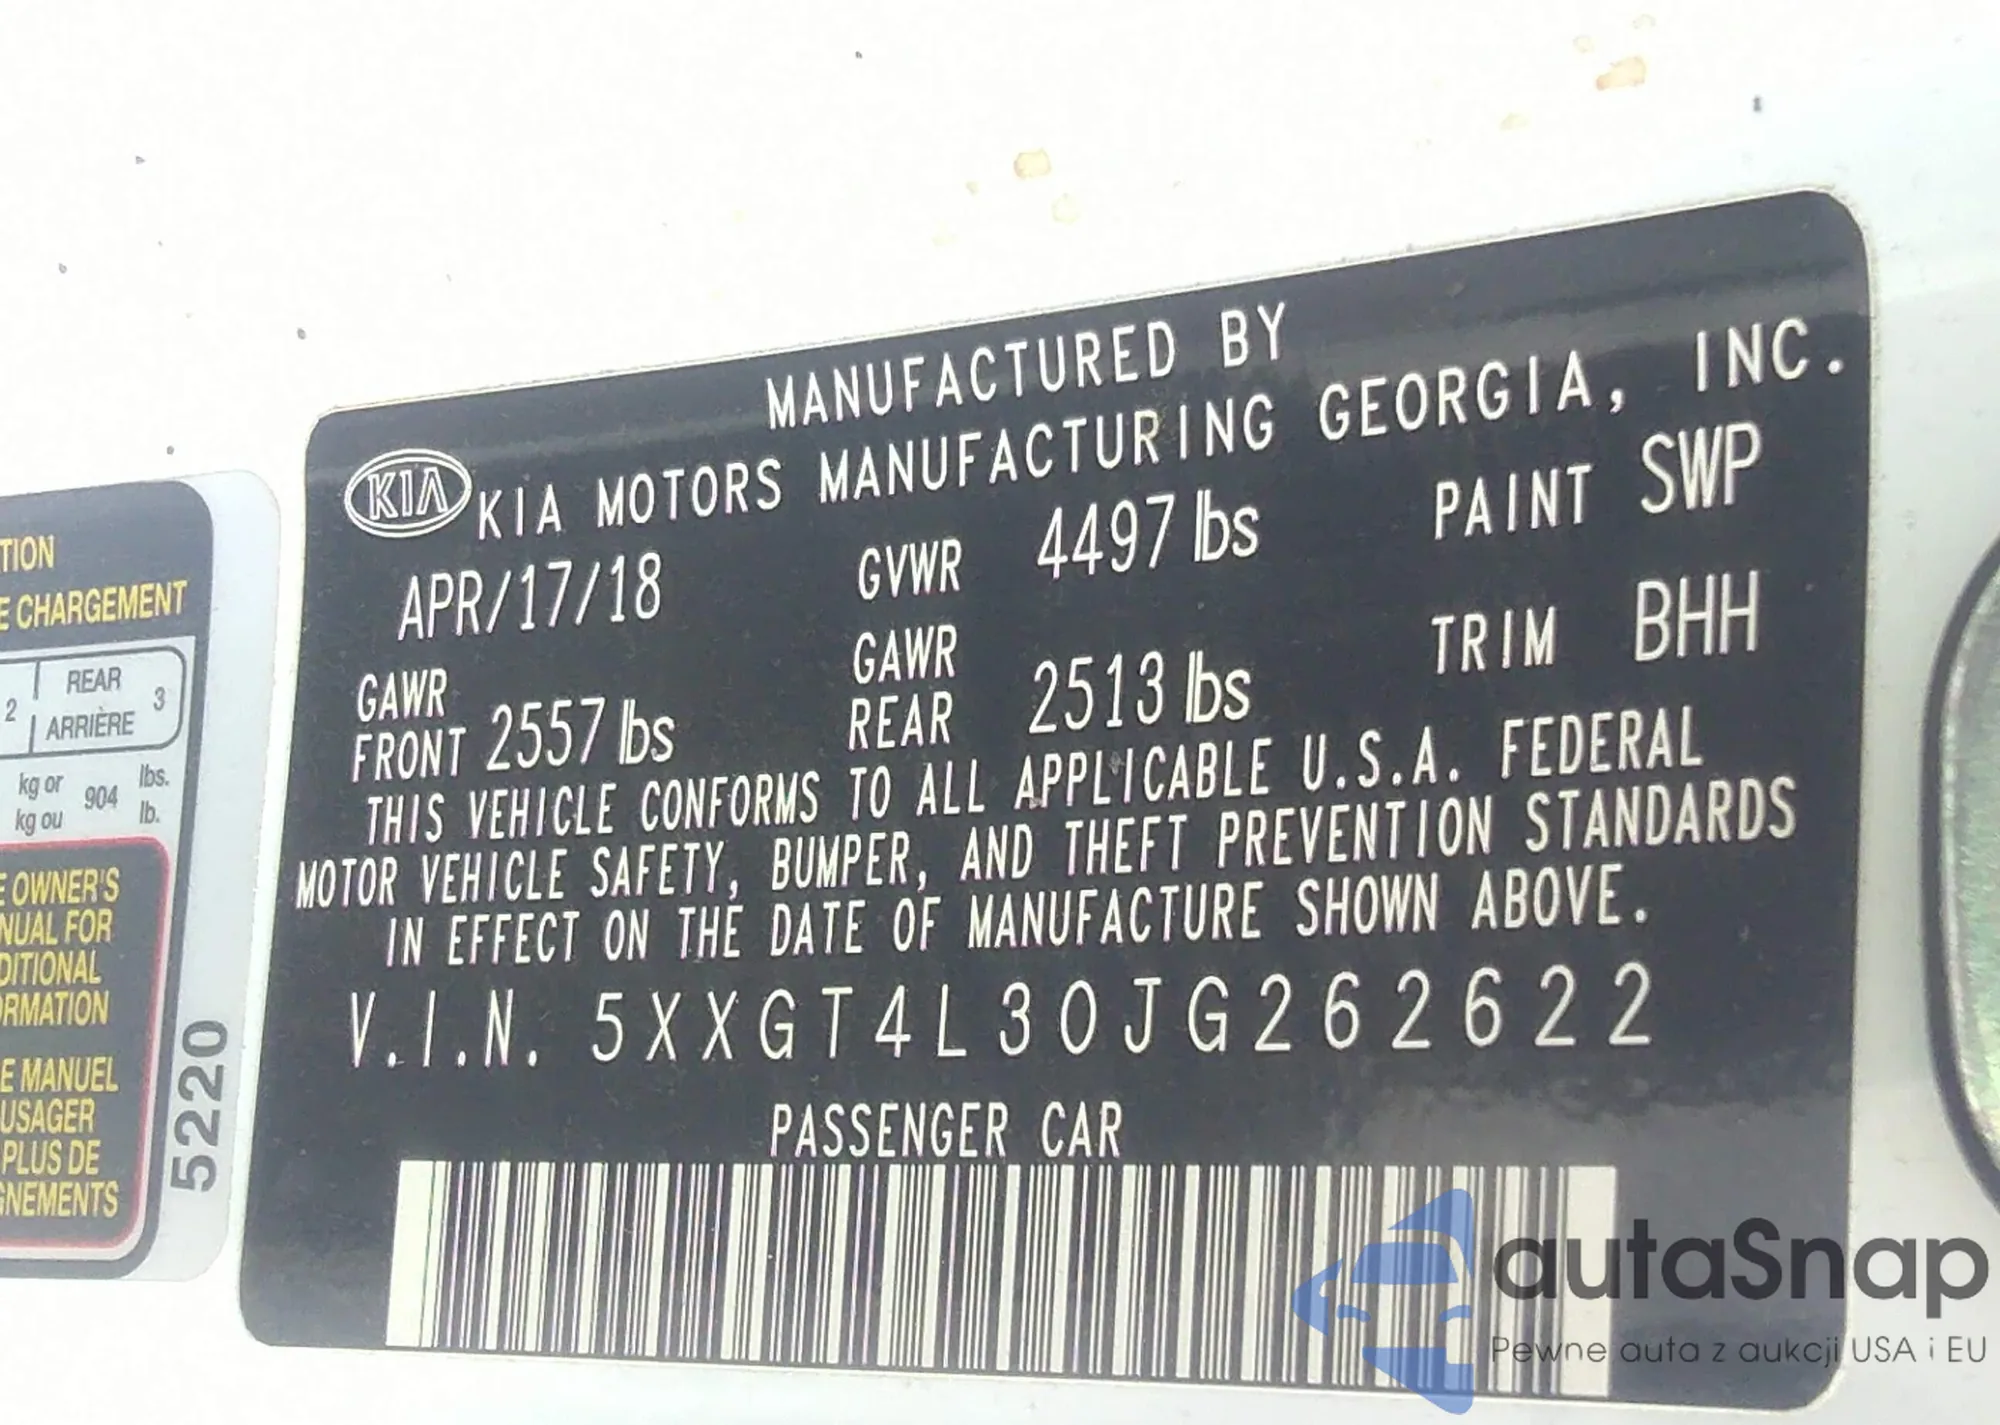 TION
E CHARGEMENT
2 REAR 3
ARRIÈRE
kg or 904 lbs.
kg ou lb.
E OWNER'S
NUAL FOR
DITIONAL
ORMATION
E MANUEL
USAGER
PLUS DE
GNEMENTS
5220
MANUFACTURED BY
KIA KIA MOTORS MANUFACTURING GEORGIA, INC.
APR/17/18 GVWR 4497 lbs PAINT SWP
GAWR FRONT 2557 lbs GAWR REAR 2513 lbs TRIM BHH
THIS VEHICLE CONFORMS TO ALL APPLICABLE U.S.A. FEDERAL
MOTOR VEHICLE SAFETY, BUMPER, AND THEFT PREVENTION STANDARDS
IN EFFECT ON THE DATE OF MANUFACTURE SHOWN ABOVE.
V.I.N. 5XXGT4L30JG262622
PASSENGER CAR
autaSnap
Pewne auta z aukcji USA i EU